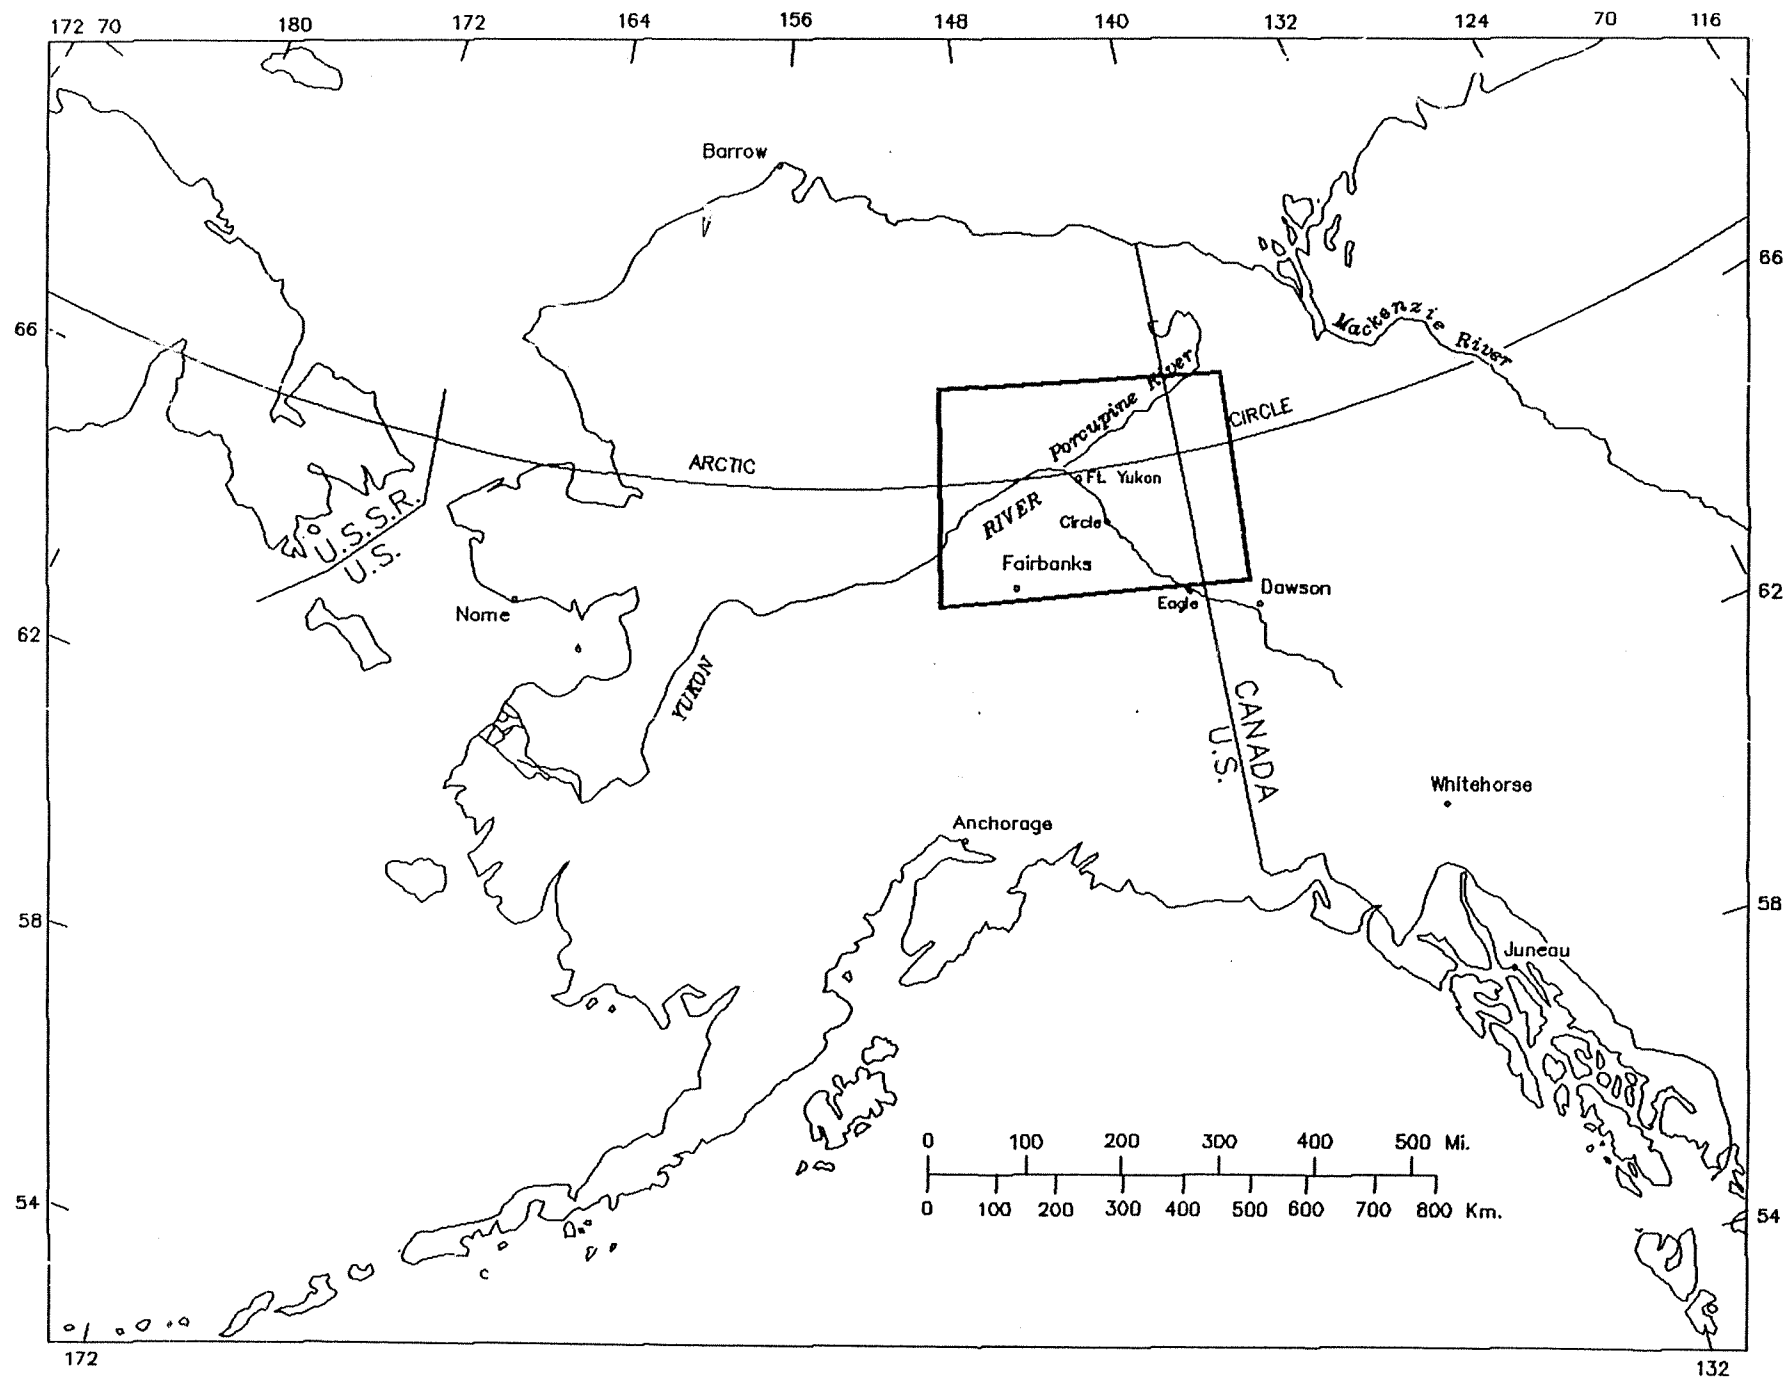 172 70 180 172 164 156 148 140 132 124 70 116
Barrow
66
Mackenzie River
66
Porcupine River
CIRCLE
ARCTIC
Ft. Yukon
RIVER
Circle
U.S.S.R.
U.S.
Fairbanks
Nome
Eagle
Dawson
62
62
YUKON
CANADA
U.S.
Whitehorse
Anchorage
58
58
Juneau
0 100 200 300 400 500 Mi.
0 100 200 300 400 500 600 700 800 Km.
54
54
172
132